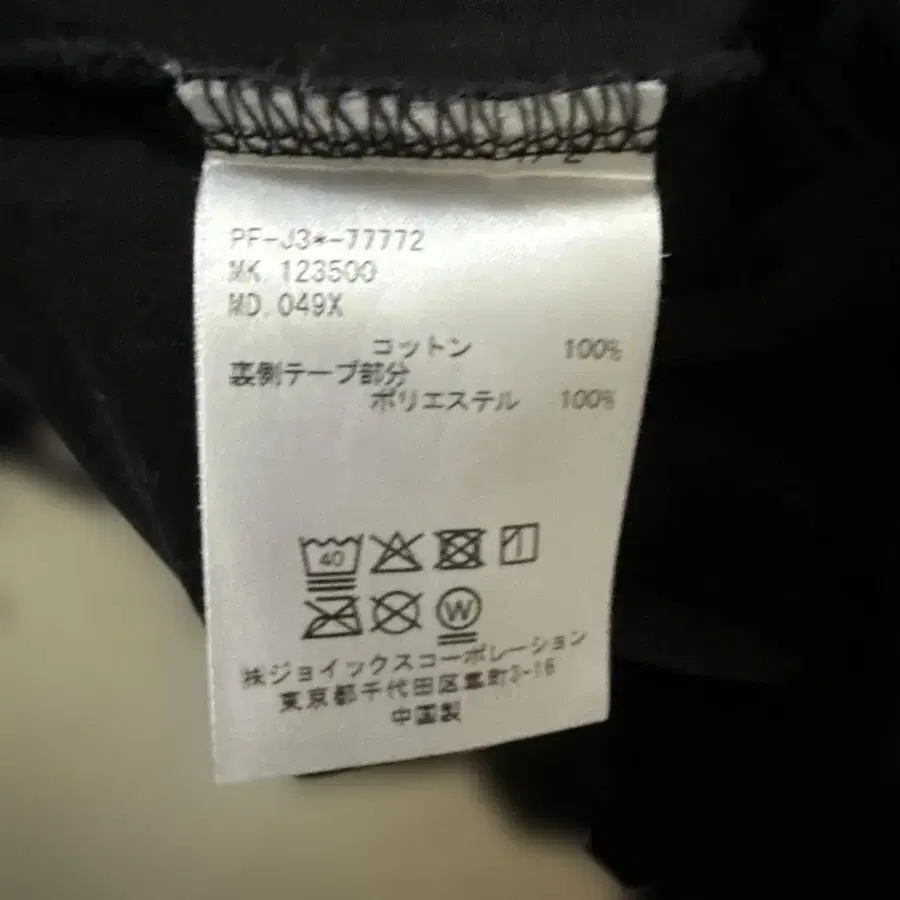 PF-J3*-77772
MK.123500
MD.049X
コットン 100%
裏側テープ部分
ポリエステル 100%
40
W
㈱ジョイックスコーポレーション
東京都千代田区麹町3-16
中国製